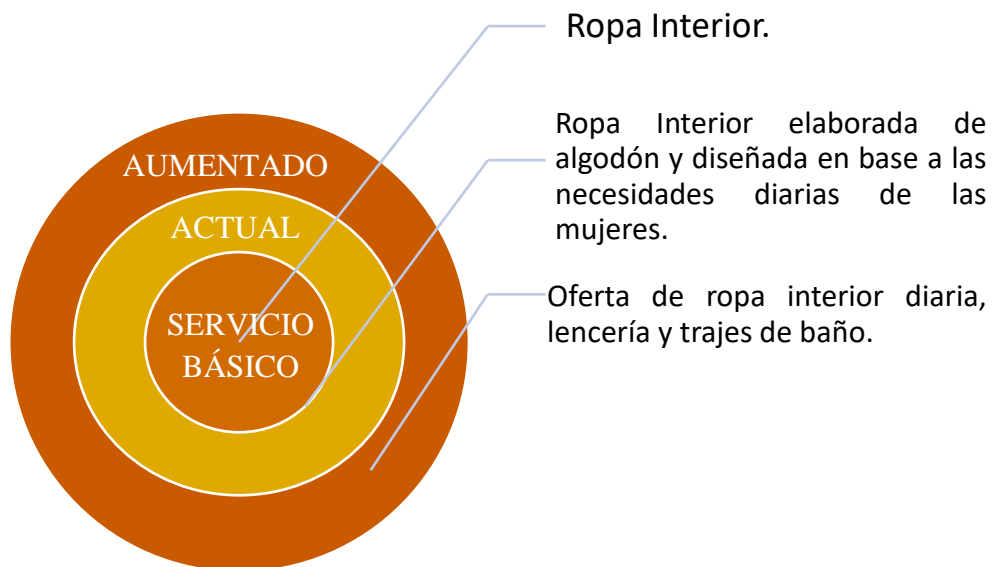 Ropa Interior.
Ropa Interior elaborada de
algodón y diseñada en base a las
necesidades diarias de las
mujeres.
Oferta de ropa interior diaria,
lencería y trajes de baño.
AUMENTADO
ACTUAL
SERVICIO
BÁSICO